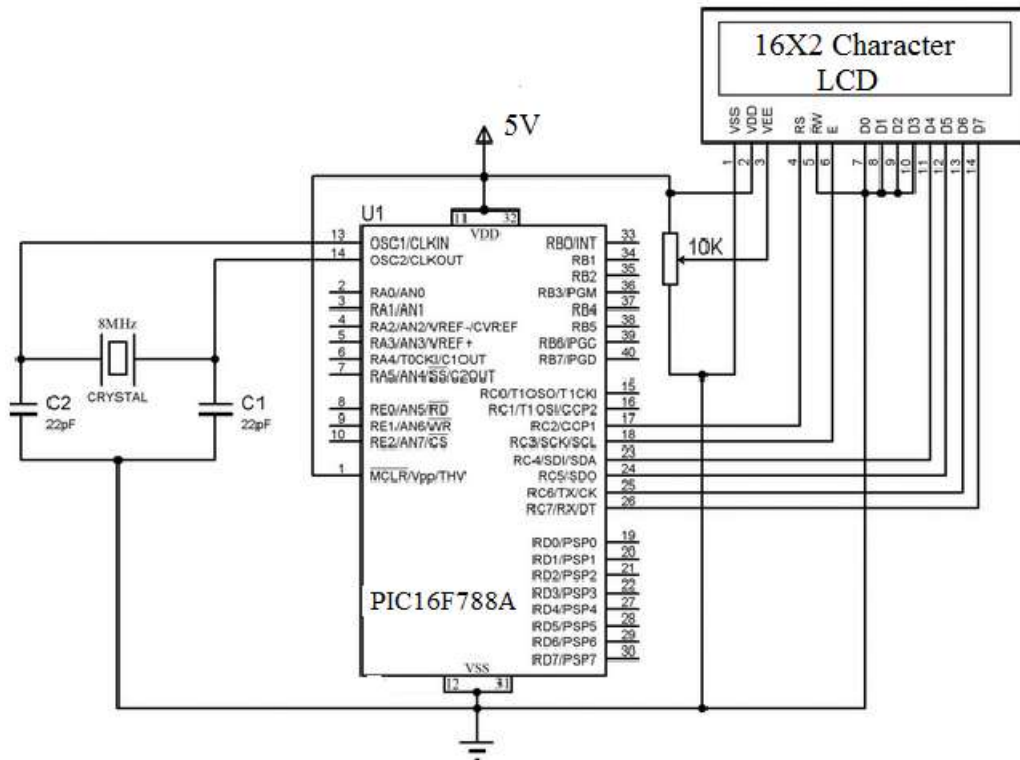 16X2 Character
LCD
VSS
VDD
VEE
RS
RW
E
D0
D1
D2
D3
D4
D5
D6
D7
1
2
3
4
5
6
7
8
9
10
11
12
13
14
5V
U1
11
32
VDD
13
OSC1/CLKIN
14
OSC2/CLKOUT
2
RA0/AN0
3
RA1/AN1
4
RA2/AN2/VREF-/CVREF
5
RA3/AN3/VREF+
6
RA4/T0CKI/C1OUT
7
RA5/AN4/SS/C2OUT
8
RE0/AN5/RD
9
RE1/AN6/WR
10
RE2/AN7/CS
1
MCLR/Vpp/THV
RB0/INT
33
RB1
34
RB2
35
RB3/PGM
36
RB4
37
RB5
38
RB6/PGC
39
RB7/PGD
40
RC0/T1OSO/T1CKI
15
RC1/T1OSI/CCP2
16
RC2/CCP1
17
RC3/SCK/SCL
18
RC4/SDI/SDA
23
RC5/SDO
24
RC6/TX/CK
25
RC7/RX/DT
26
RD0/PSP0
19
RD1/PSP1
20
RD2/PSP2
21
RD3/PSP3
22
RD4/PSP4
27
RD5/PSP5
28
RD6/PSP6
29
RD7/PSP7
30
PIC16F788A
VSS
12
31
10K
8MHz
CRYSTAL
C2
22pF
C1
22pF